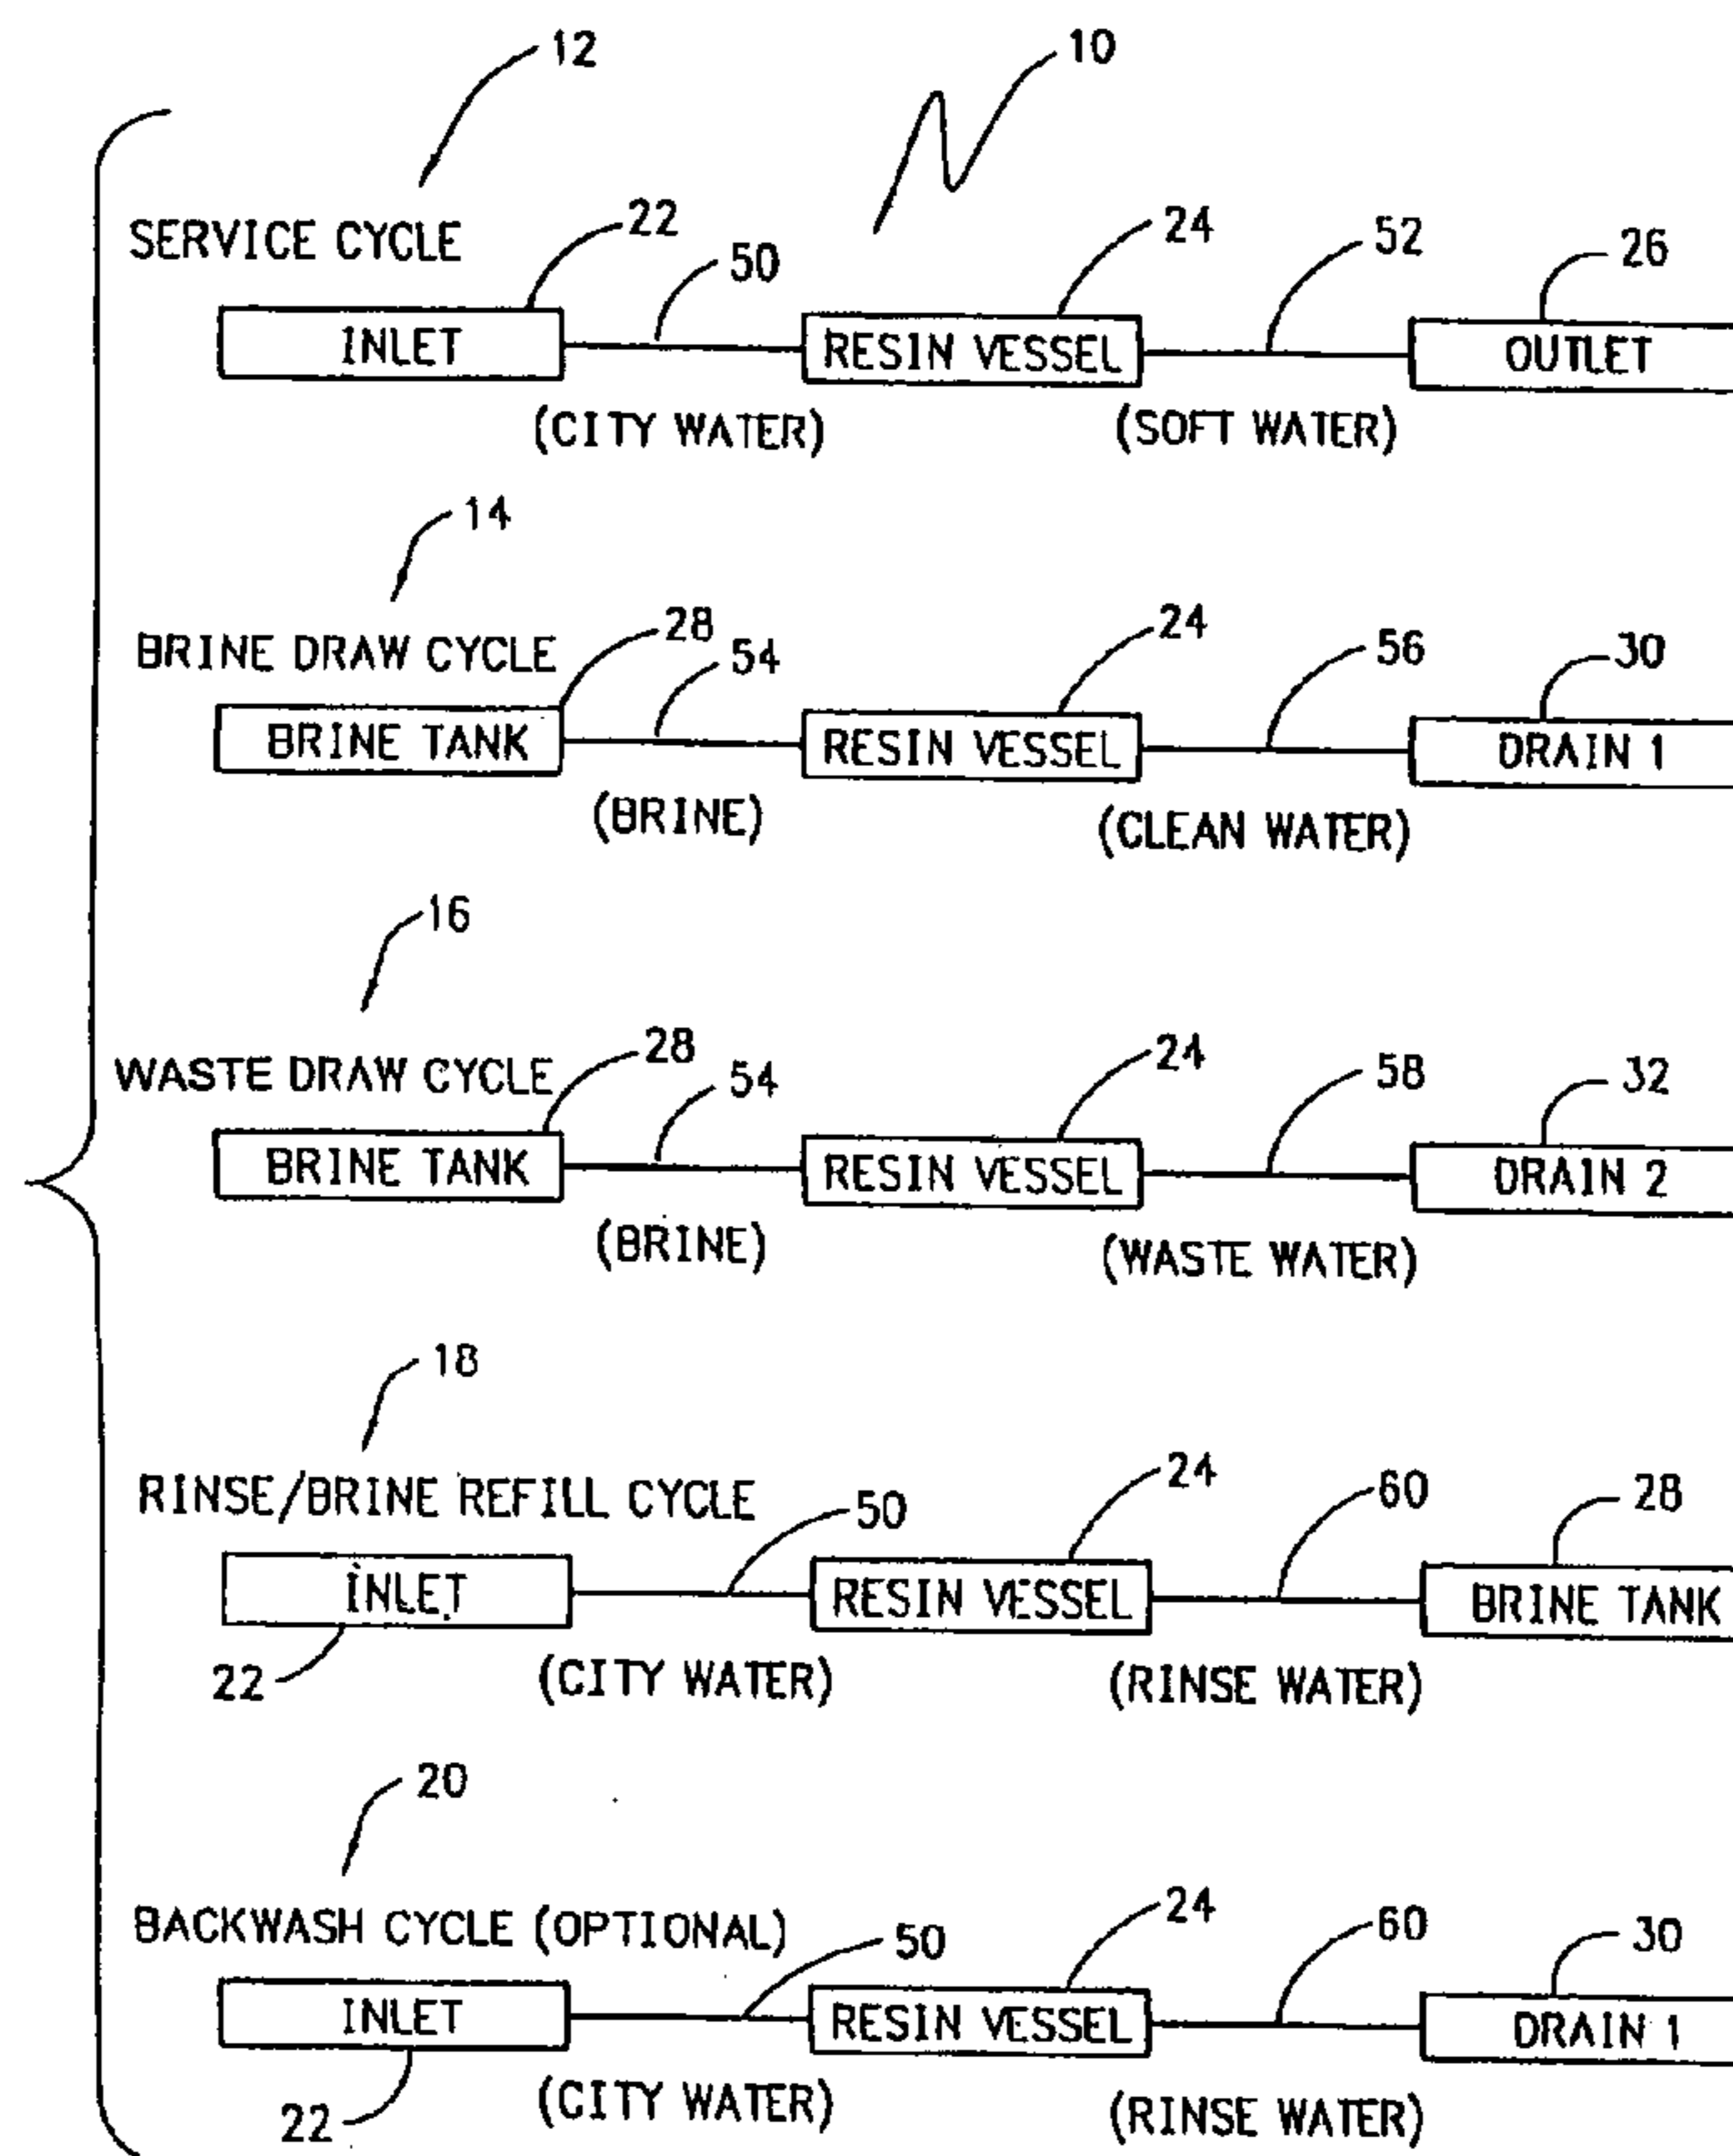 12
10
SERVICE CYCLE
22
50
24
52
26
INLET
RESIN VESSEL
OUTLET
(CITY WATER)
(SOFT WATER)
14
BRINE DRAW CYCLE
28
54
24
56
30
BRINE TANK
RESIN VESSEL
DRAIN 1
(BRINE)
(CLEAN WATER)
16
WASTE DRAW CYCLE
28
54
24
58
32
BRINE TANK
RESIN VESSEL
DRAIN 2
(BRINE)
(WASTE WATER)
18
RINSE/BRINE REFILL CYCLE
50
24
60
28
INLET
RESIN VESSEL
BRINE TANK
22
(CITY WATER)
(RINSE WATER)
20
BACKWASH CYCLE (OPTIONAL)
50
24
60
30
INLET
RESIN VESSEL
DRAIN 1
22
(CITY WATER)
(RINSE WATER)